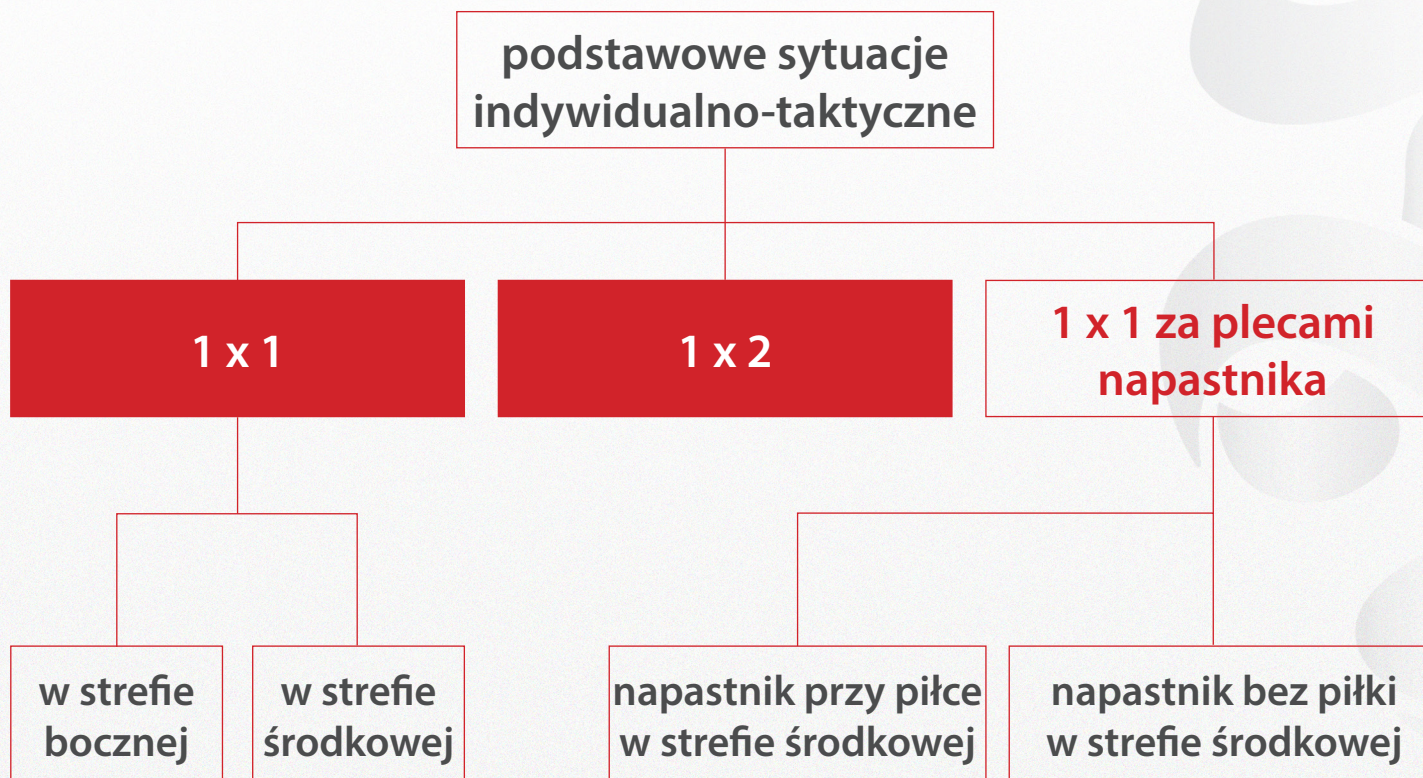 podstawowe sytuacje
indywidualno-taktyczne
1 x 1
1 x 2
1 x 1 za plecami
napastnika
w strefie
bocznej
w strefie
środkowej
napastnik przy piłce
w strefie środkowej
napastnik bez piłki
w strefie środkowej